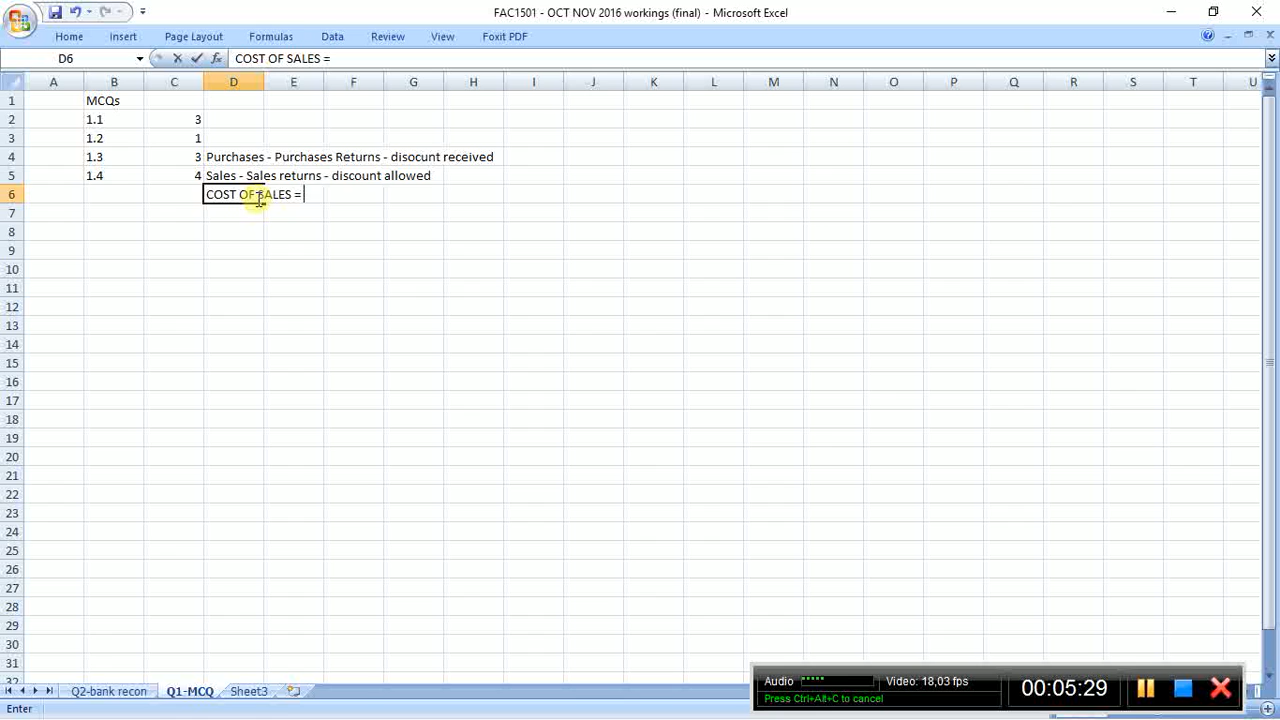 FAC1501 - OCT NOV 2016 workings (final) - Microsoft Excel
Home Insert Page Layout Formulas Data Review View Foxit PDF
D6 fx COST OF SALES =
A B C D E F G H I J K L M N O P Q R S T U
1 MCQs
2 1.1 3
3 1.2 1
4 1.3 3 Purchases - Purchases Returns - disocunt received
5 1.4 4 Sales - Sales returns - discount allowed
6 COST OF SALES =
7
8
9
10
11
12
13
14
15
16
17
18
19
20
21
22
23
24
25
26
27
28
29
30
31
32
Audio Video: 18,03 fps
Press Ctrl+Alt+C to cancel
00:05:29
Q2-bank recon Q1-MCQ Sheet3
Enter